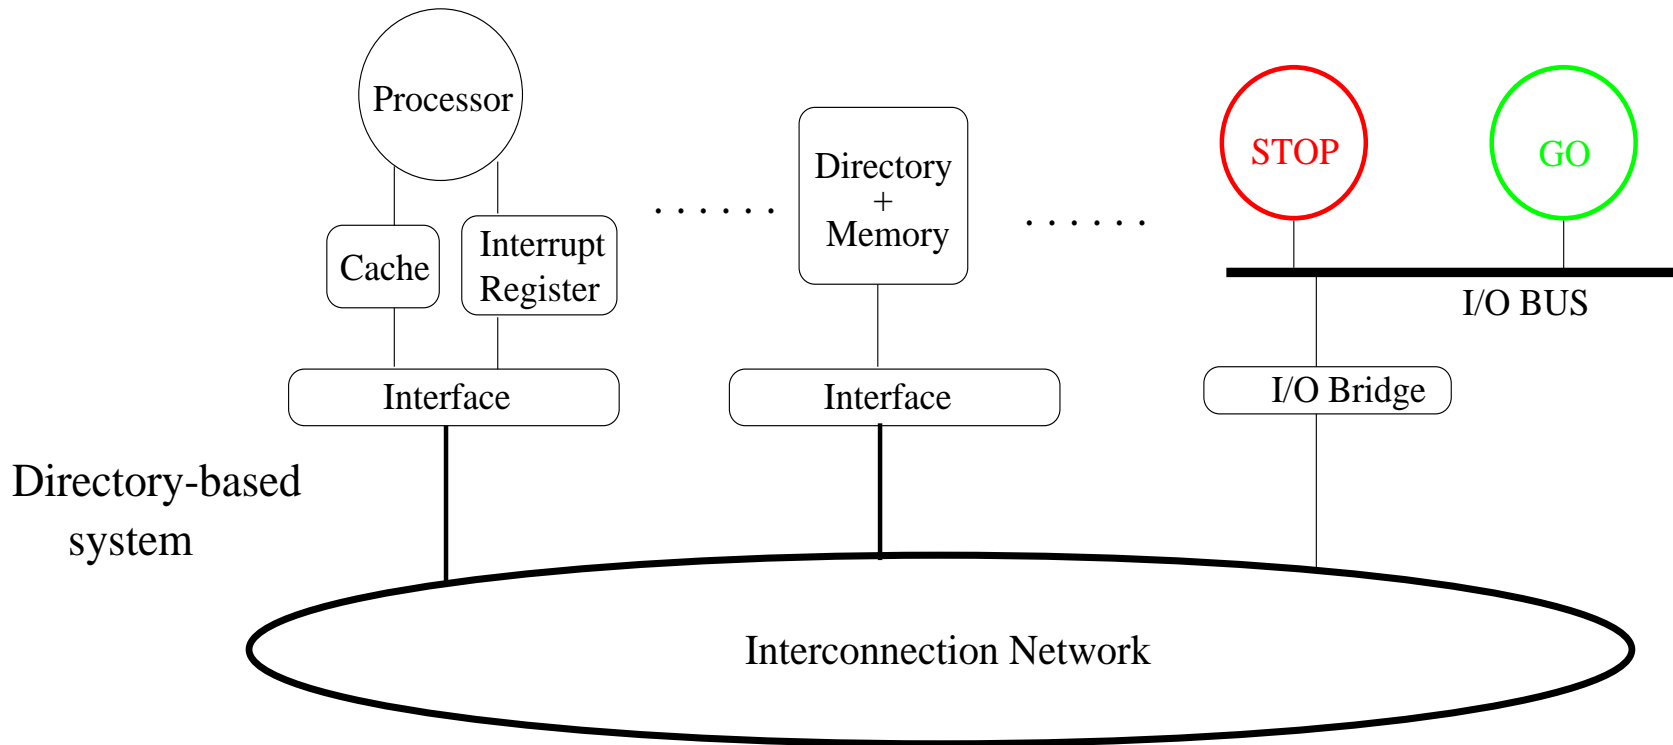 Processor
Cache
Interrupt
Register
Interface
. . . . . .
Directory
+
Memory
Interface
. . . . . .
STOP
GO
I/O BUS
I/O Bridge
Directory-based
system
Interconnection Network